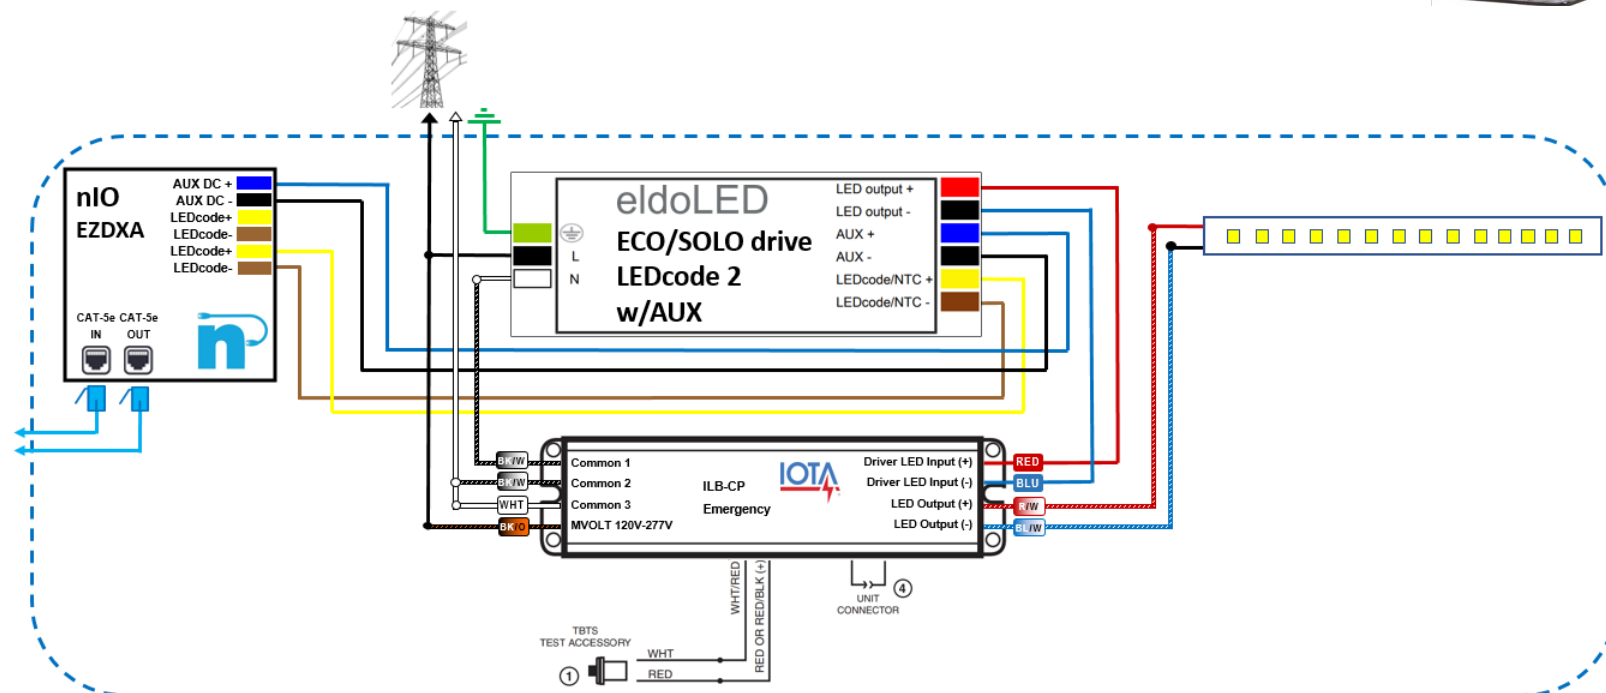 nIO
EZDXA
AUX DC +
AUX DC -
LEDcode+
LEDcode-
LEDcode+
LEDcode-
CAT-5e CAT-5e
IN OUT
n
eldoLED
ECO/SOLO drive
LEDcode 2
w/AUX
L
N
LED output +
LED output -
AUX +
AUX -
LEDcode/NTC +
LEDcode/NTC -
BK/W
BK/W
WHT
BK/O
Common 1
Common 2
Common 3
MVOLT 120V-277V
ILB-CP
Emergency
IOTA
Driver LED Input (+)
Driver LED Input (-)
LED Output (+)
LED Output (-)
RED
BLU
R/W
BL/W
WHT/RED
RED OR RED/BLK (+)
UNIT
CONNECTOR
4
TBTS
TEST ACCESSORY
1
WHT
RED